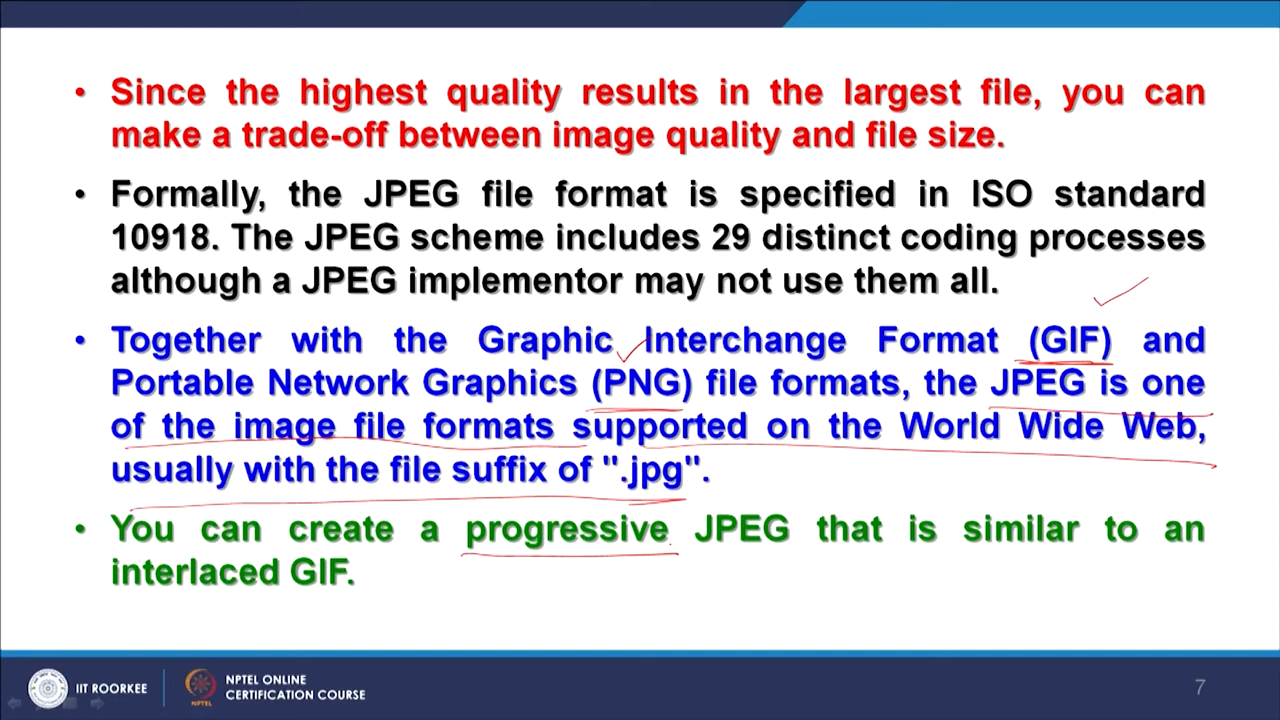 • Since the highest quality results in the largest file, you can
make a trade-off between image quality and file size.
• Formally, the JPEG file format is specified in ISO standard
10918. The JPEG scheme includes 29 distinct coding processes
although a JPEG implementor may not use them all.
• Together with the Graphic Interchange Format (GIF) and
Portable Network Graphics (PNG) file formats, the JPEG is one
of the image file formats supported on the World Wide Web,
usually with the file suffix of ".jpg".
• You can create a progressive JPEG that is similar to an
interlaced GIF.
IIT ROORKEE
NPTEL
NPTEL ONLINE
CERTIFICATION COURSE
7